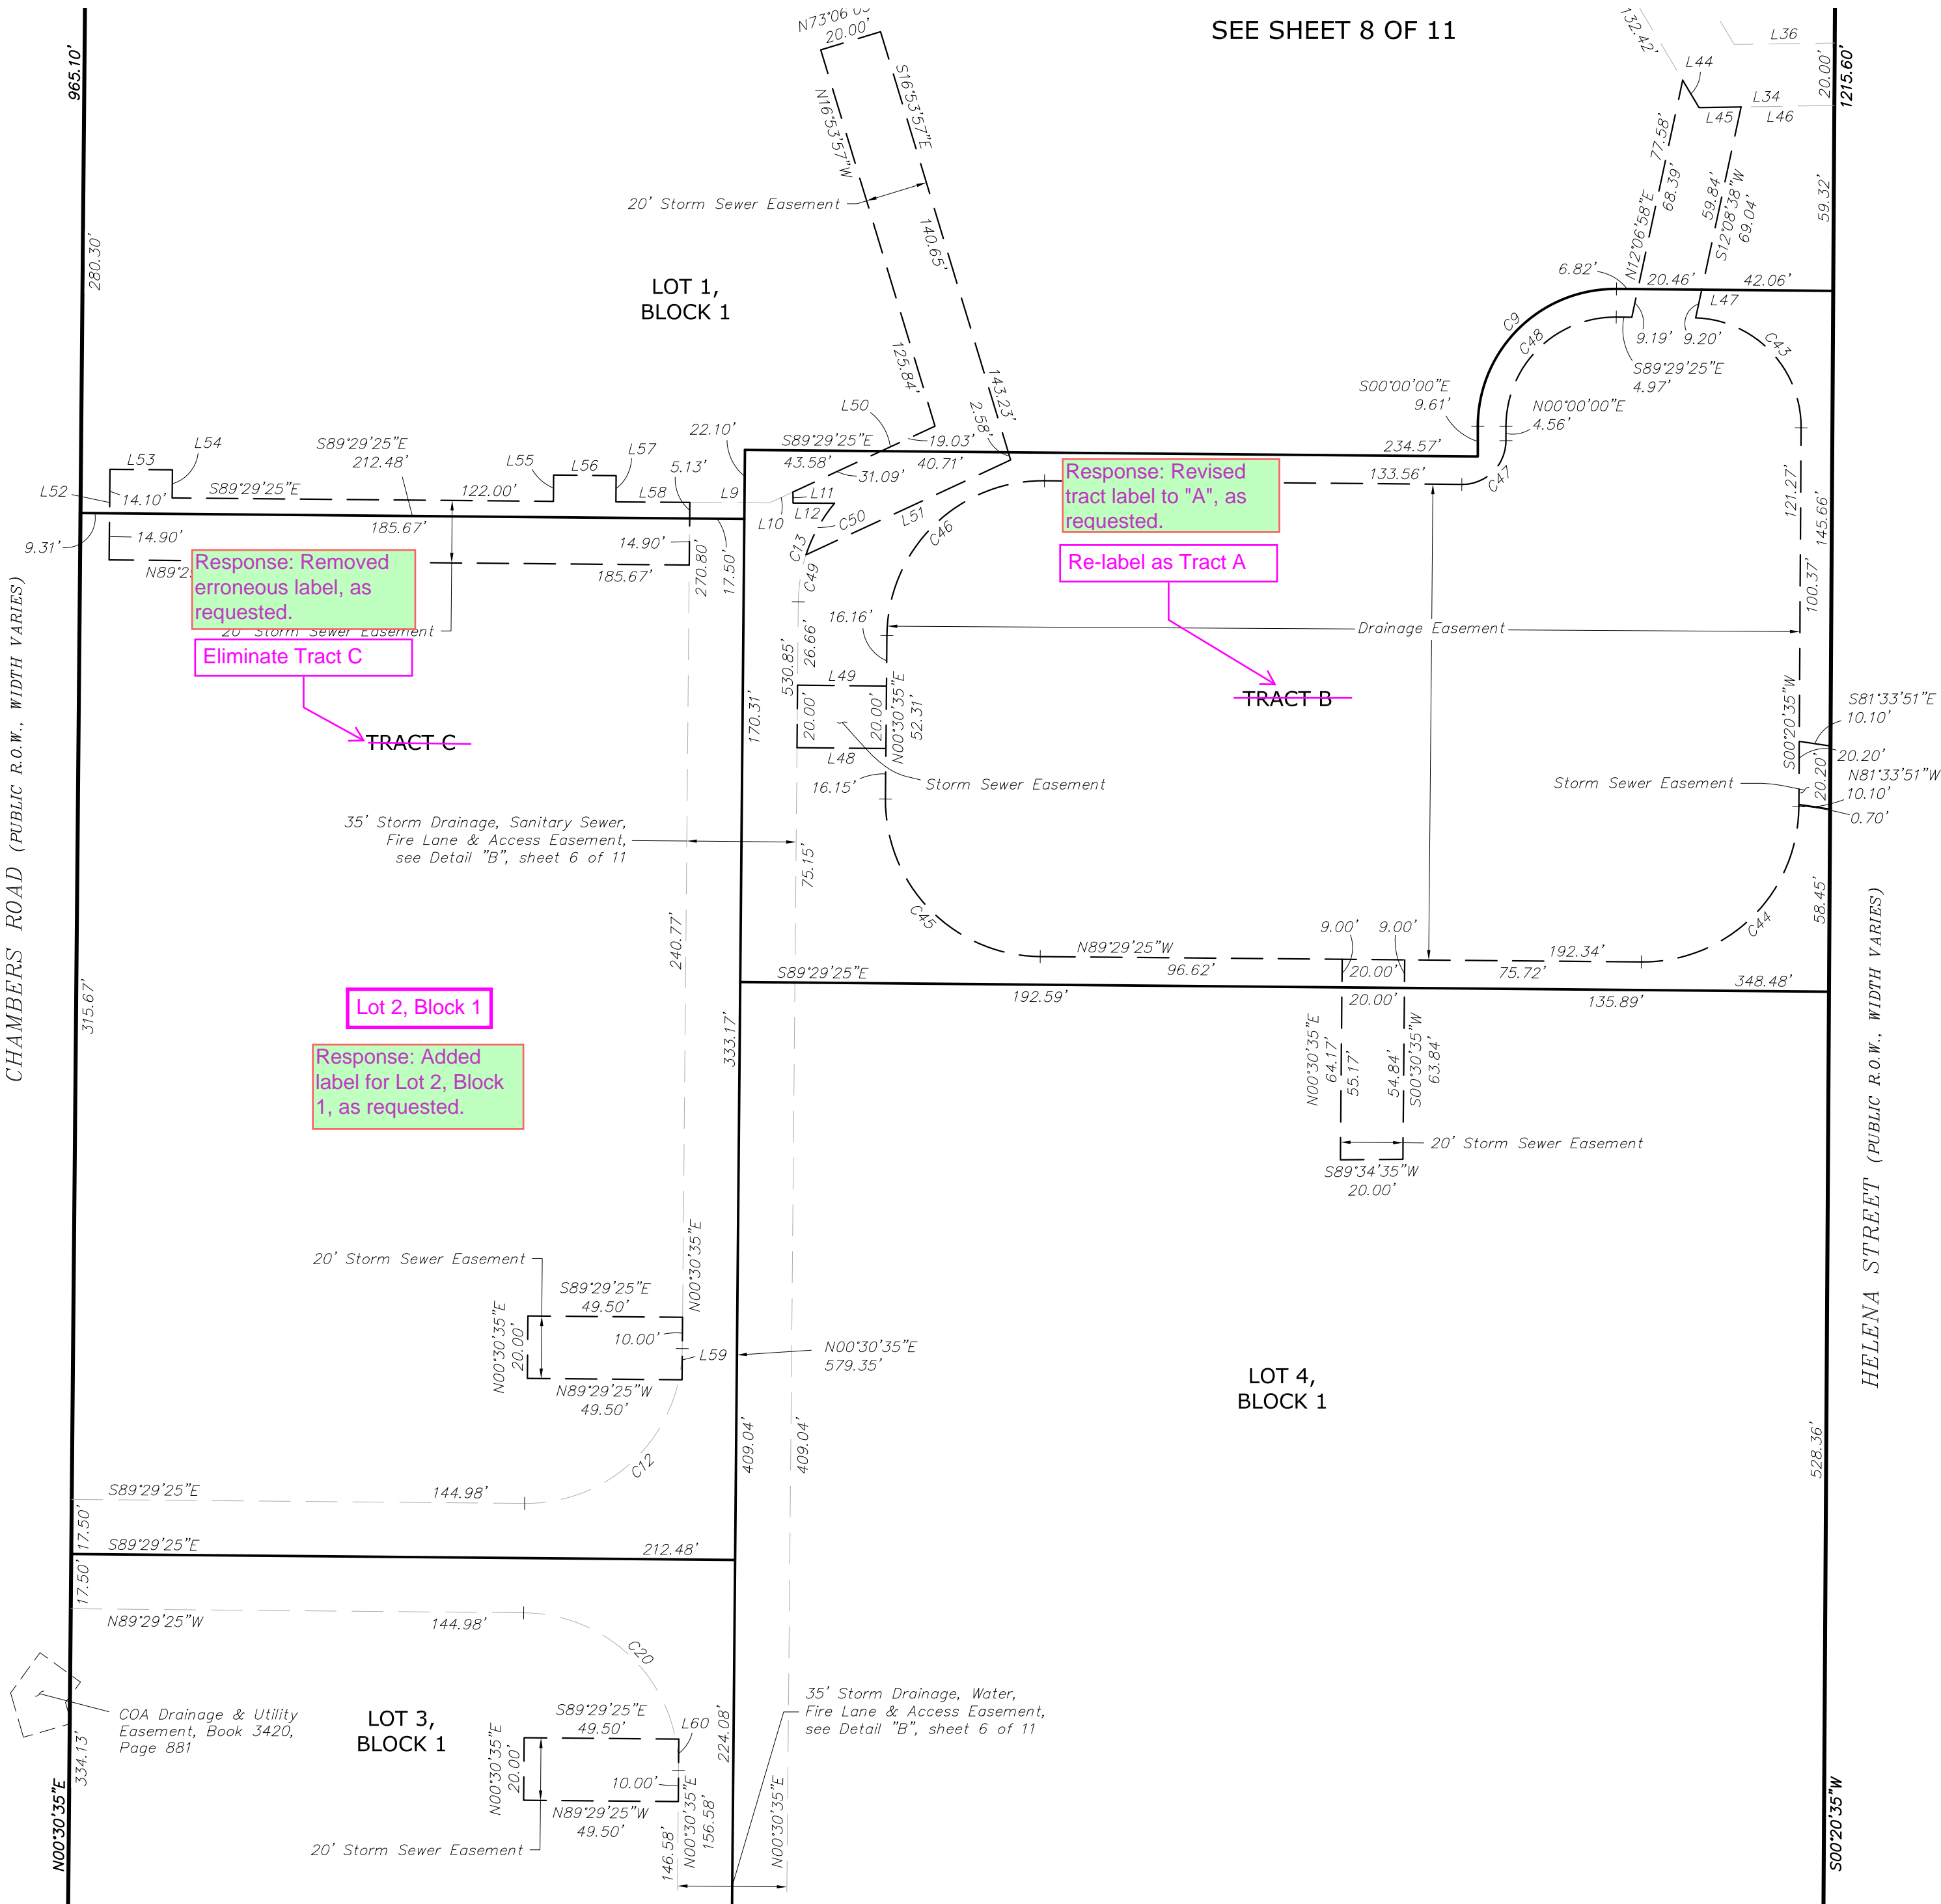 SEE SHEET 8 OF 11
965.10'
280.30'
20.00'
S16°53'57"E
N16°53'57"W
20' Storm Sewer Easement
140.65'
125.84'
143.23'
2.58'
LOT 1,
BLOCK 1
132.42'
L36
L44
20.00'
1215.60'
L34
L45
L46
77.58'
68.39'
N12°06'58"E
59.84'
S12°08'38"W
69.04'
59.32'
6.82'
20.46'
42.06'
C9
C48
L47
9.19'
9.20'
C43
S89°29'25"E
4.97'
S00°00'00"E
9.61'
N00°00'00"E
4.56'
L50
22.10'
S89°29'25"E
19.03'
234.57'
43.58'
40.71'
31.09'
133.56'
C47
L53
L54
S89°29'25"E
212.48'
L55
L56
L57
5.13'
L52
14.10'
S89°29'25"E
122.00'
L58
L9
L11
L12
L10
C50
L51
C46
C13
C49
9.31'
185.67'
14.90'
14.90'
185.67'
270.80'
17.50'
Response: Removed
erroneous label, as
requested.
20' Storm Sewer Easement
Eliminate Tract C
TRACT C
Response: Revised
tract label to "A", as
requested.
Re-label as Tract A
TRACT B
Drainage Easement
121.27'
145.66'
100.37'
S00°20'35"W
16.16'
26.66'
530.85'
170.31'
L49
20.00'
20.00'
N00°30'35"E
52.31'
L48
16.15'
Storm Sewer Easement
S81°33'51"E
10.10'
20.20'
20.20'
N81°33'51"W
10.10'
0.70'
Storm Sewer Easement
35' Storm Drainage, Sanitary Sewer,
Fire Lane & Access Easement,
see Detail "B", sheet 6 of 11
75.15'
240.77'
C45
C44
58.45'
N89°29'25"W
96.62'
9.00'
9.00'
20.00'
192.34'
75.72'
S89°29'25"E
192.59'
20.00'
135.89'
348.48'
CHAMBERS ROAD (PUBLIC R.O.W., WIDTH VARIES)
315.67'
Lot 2, Block 1
Response: Added
label for Lot 2, Block
1, as requested.
333.17'
N00°30'35"E
64.17'
55.17'
54.84'
S00°30'35"W
63.84'
20' Storm Sewer Easement
S89°34'35"W
20.00'
HELENA STREET (PUBLIC R.O.W., WIDTH VARIES)
20' Storm Sewer Easement
S89°29'25"E
49.50'
N00°30'35"E
N00°30'35"E
20.00'
10.00'
L59
N89°29'25"W
49.50'
N00°30'35"E
579.35'
LOT 4,
BLOCK 1
409.04'
409.04'
528.36'
C12
S89°29'25"E
144.98'
17.50'
S89°29'25"E
212.48'
17.50'
N89°29'25"W
144.98'
C20
COA Drainage & Utility
Easement, Book 3420,
Page 881
334.13'
N00°30'35"E
LOT 3,
BLOCK 1
S89°29'25"E
49.50'
L60
N00°30'35"E
20.00'
10.00'
N89°29'25"W
49.50'
20' Storm Sewer Easement
224.08'
N00°30'35"E
156.58'
146.58'
N00°30'35"E
35' Storm Drainage, Water,
Fire Lane & Access Easement,
see Detail "B", sheet 6 of 11
S00°20'35"W